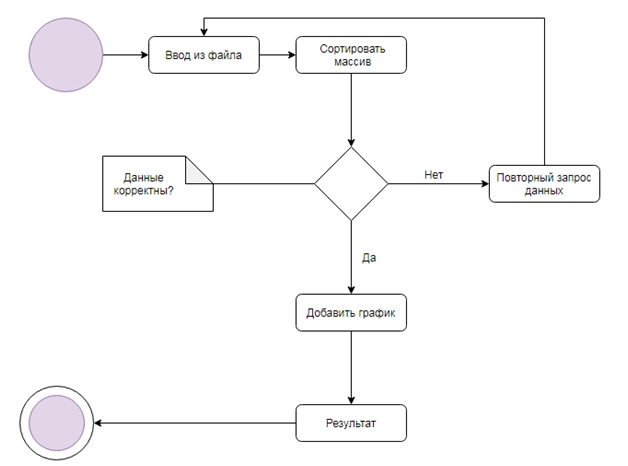 Ввод из файла
Сортировать
массив
Данные
корректны?
Нет
Повторный запрос
данных
Да
Добавить график
Результат